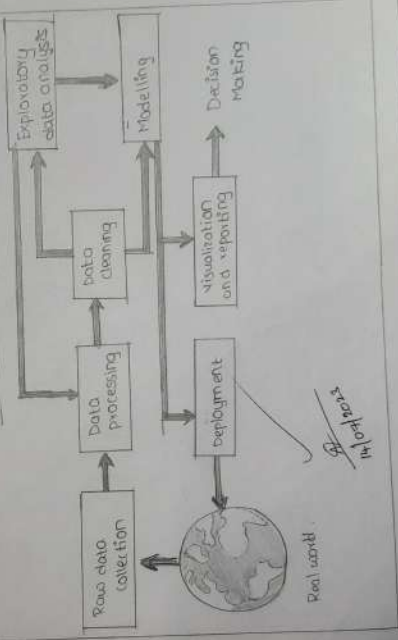 Raw data
collection
Data
processing
Data
cleaning
Exploratory
data analysis
Modelling
Deployment
visualization
and reporting
Decision
Making
Real world.
14/07/2023